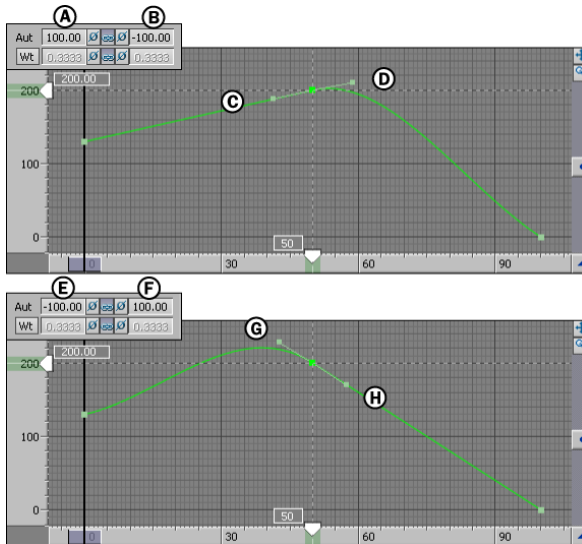 A B
Aut 100.00 Ø Ø -100.00
Wt 0.3333 Ø Ø 0.3333
200.00
D
200
C
100
50
0
0 30 60 90
E F
Aut -100.00 Ø Ø 100.00
Wt 0.3333 Ø Ø 0.3333
G
200.00
200
H
100
50
0
0 30 60 90